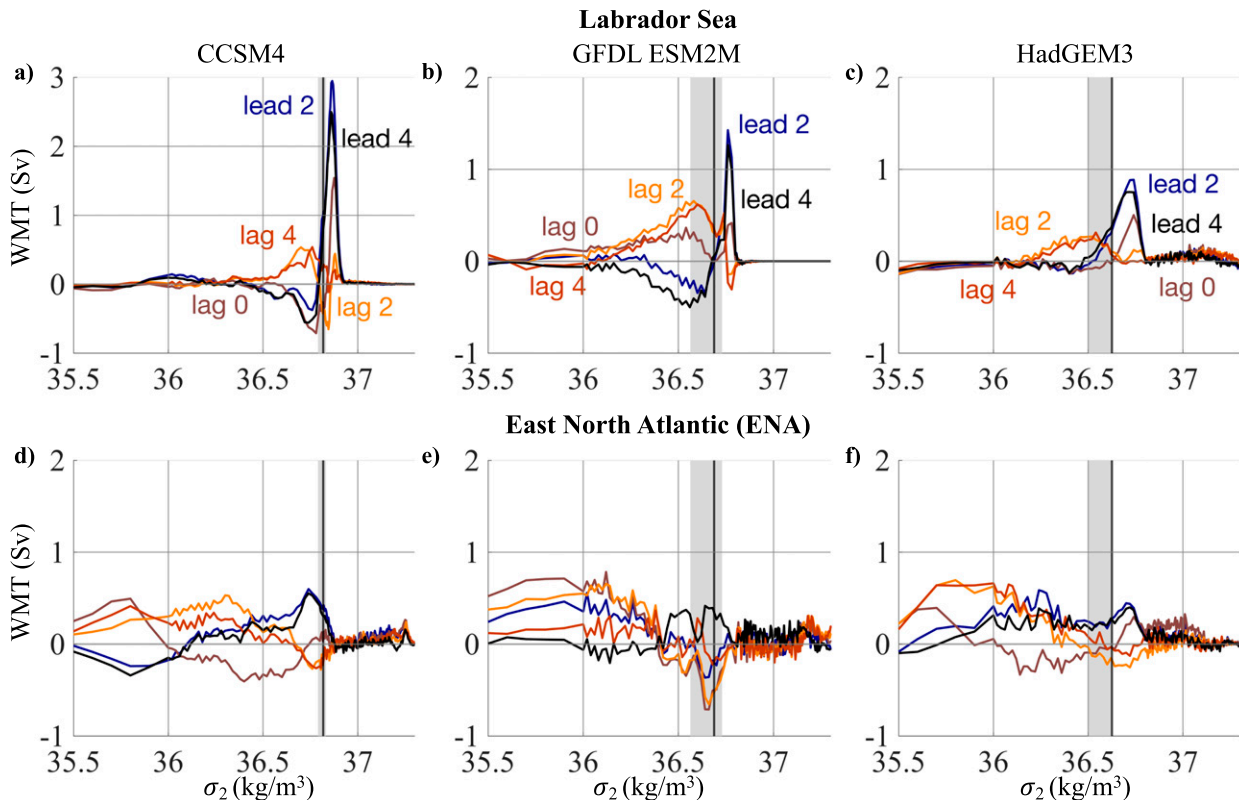 Labrador Sea
CCSM4 GFDL ESM2M HadGEM3
a) b) c)
3 2 2
lead 2 lead 2 lead 2
lead 4
2 1 1
lag 2 lag 2
lead 4 lead 4
WMT (Sv)
1 lag 0
lag 4
0 0 0
lag 0 lag 2 lag 4 lag 4 lag 0
-1 -1 -1
35.5 36 36.5 37 35.5 36 36.5 37 35.5 36 36.5 37
East North Atlantic (ENA)
d) e) f)
2 2 2
1 1 1
WMT (Sv)
0 0 0
-1 -1 -1
35.5 36 36.5 37 35.5 36 36.5 37 35.5 36 36.5 37
σ₂ (kg/m³) σ₂ (kg/m³) σ₂ (kg/m³)